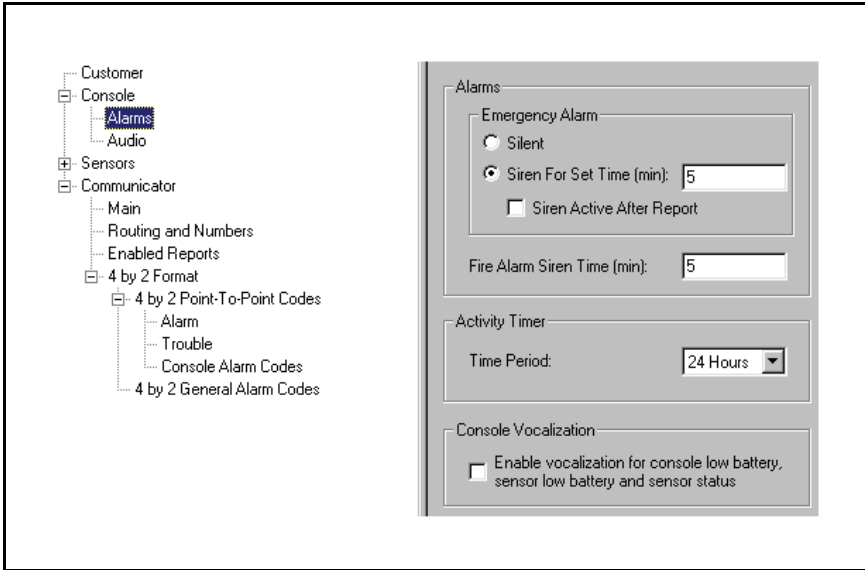 Customer
Console
Alarms
Audio
Sensors
Communicator
Main
Routing and Numbers
Enabled Reports
4 by 2 Format
4 by 2 Point-To-Point Codes
Alarm
Trouble
Console Alarm Codes
4 by 2 General Alarm Codes
Alarms
Emergency Alarm
Silent
Siren For Set Time (min): 5
Siren Active After Report
Fire Alarm Siren Time (min): 5
Activity Timer
Time Period: 24 Hours
Console Vocalization
Enable vocalization for console low battery,
sensor low battery and sensor status